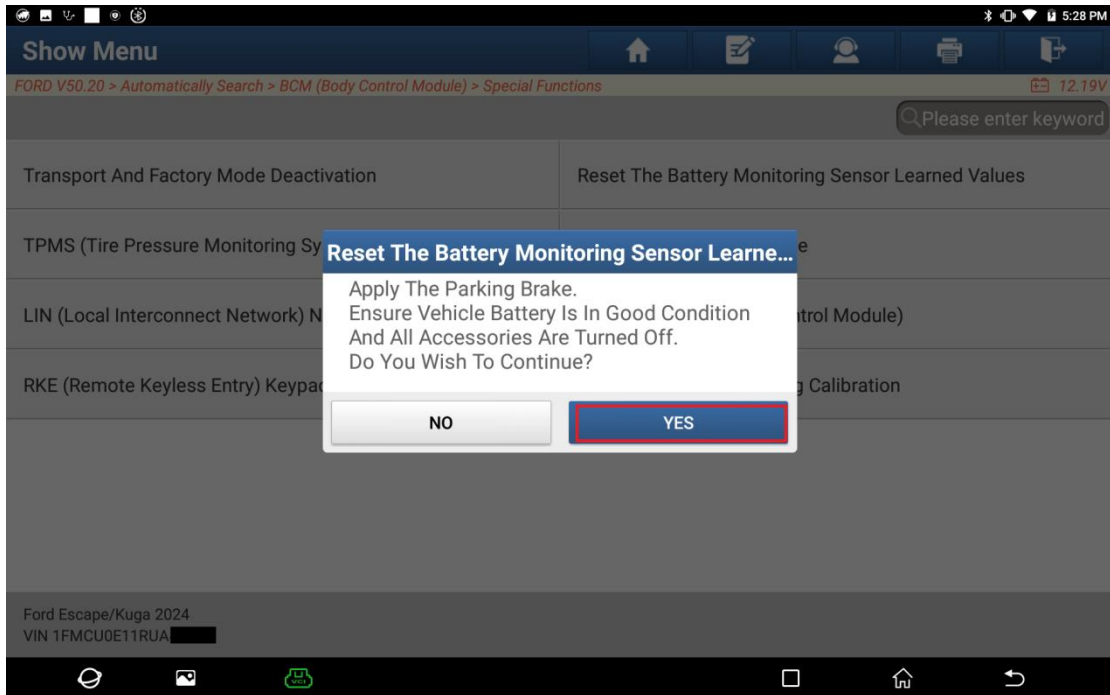 5:28 PM
Show Menu
FORD V50.20 > Automatically Search > BCM (Body Control Module) > Special Functions
12.19V
Please enter keyword
Transport And Factory Mode Deactivation
Reset The Battery Monitoring Sensor Learned Values
TPMS (Tire Pressure Monitoring Sy
e
Reset The Battery Monitoring Sensor Learne...
Apply The Parking Brake.
Ensure Vehicle Battery Is In Good Condition
And All Accessories Are Turned Off.
Do You Wish To Continue?
LIN (Local Interconnect Network) N
ntrol Module)
RKE (Remote Keyless Entry) Keypad
g Calibration
NO
YES
Ford Escape/Kuga 2024
VIN 1FMCU0E11RUA
VCI